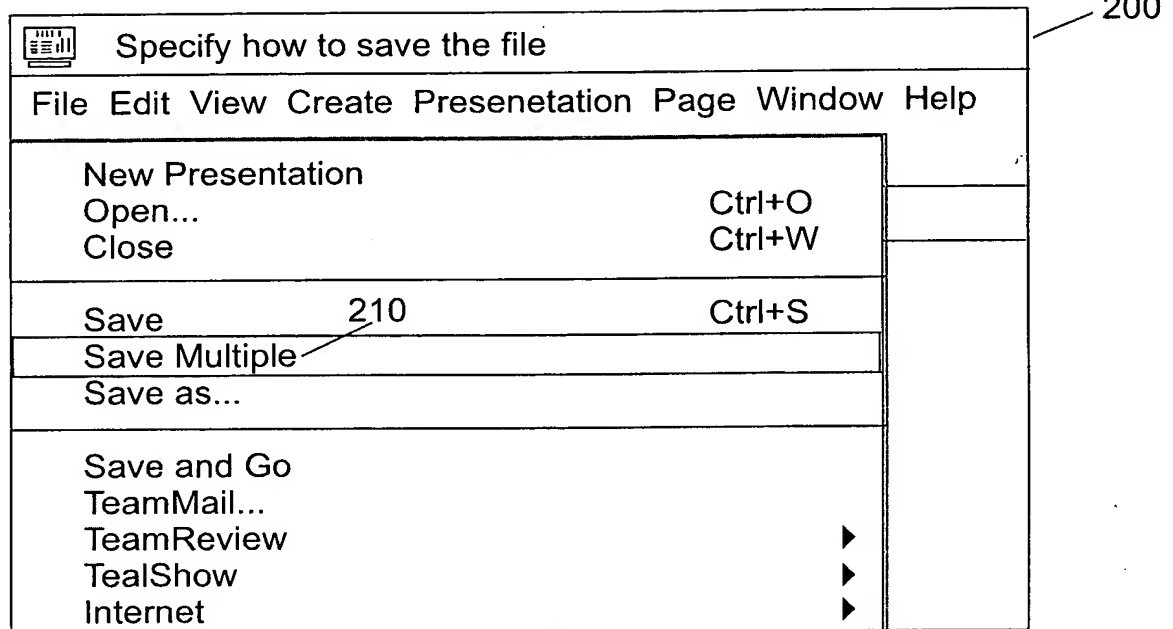 200
Specify how to save the file
File Edit View Create Presenetation Page Window Help
New Presentation
Open... Ctrl+O
Close Ctrl+W
Save 210 Ctrl+S
Save Multiple
Save as...
Save and Go
TeamMail...
TeamReview
TealShow
Internet